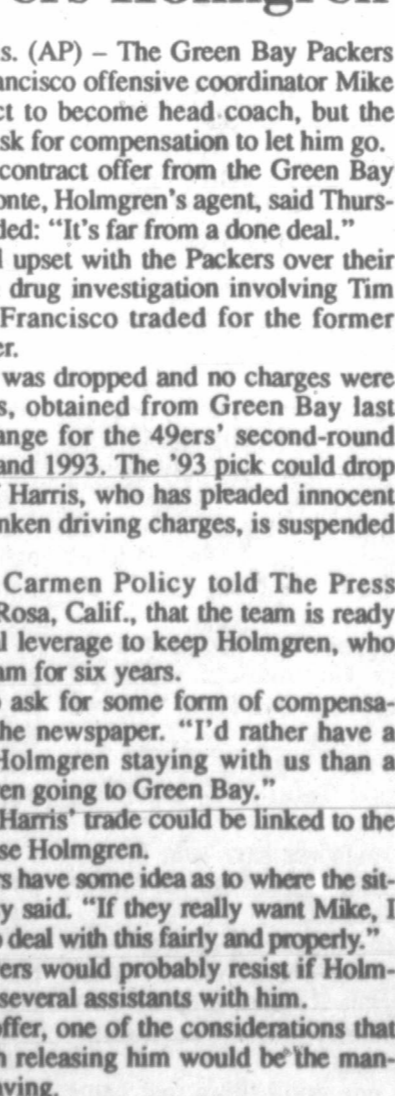 ers Holmgren
s. (AP) – The Green Bay Packers
ancisco offensive coordinator Mike
ct to become head coach, but the
sk for compensation to let him go.
contract offer from the Green Bay
onte, Holmgren's agent, said Thurs-
ded: "It's far from a done deal."
l upset with the Packers over their
drug investigation involving Tim
Francisco traded for the former
er.
was dropped and no charges were
s, obtained from Green Bay last
ange for the 49ers' second-round
and 1993. The '93 pick could drop
f Harris, who has pleaded innocent
nken driving charges, is suspended
Carmen Policy told The Press
Rosa, Calif., that the team is ready
l leverage to keep Holmgren, who
am for six years.
o ask for some form of compensa-
he newspaper. "I'd rather have a
Holmgren staying with us than a
en going to Green Bay."
Harris' trade could be linked to the
se Holmgren.
rs have some idea as to where the sit-
y said. "If they really want Mike, I
o deal with this fairly and properly."
ers would probably resist if Holm-
several assistants with him.
offer, one of the considerations that
n releasing him would be the man-
aving.